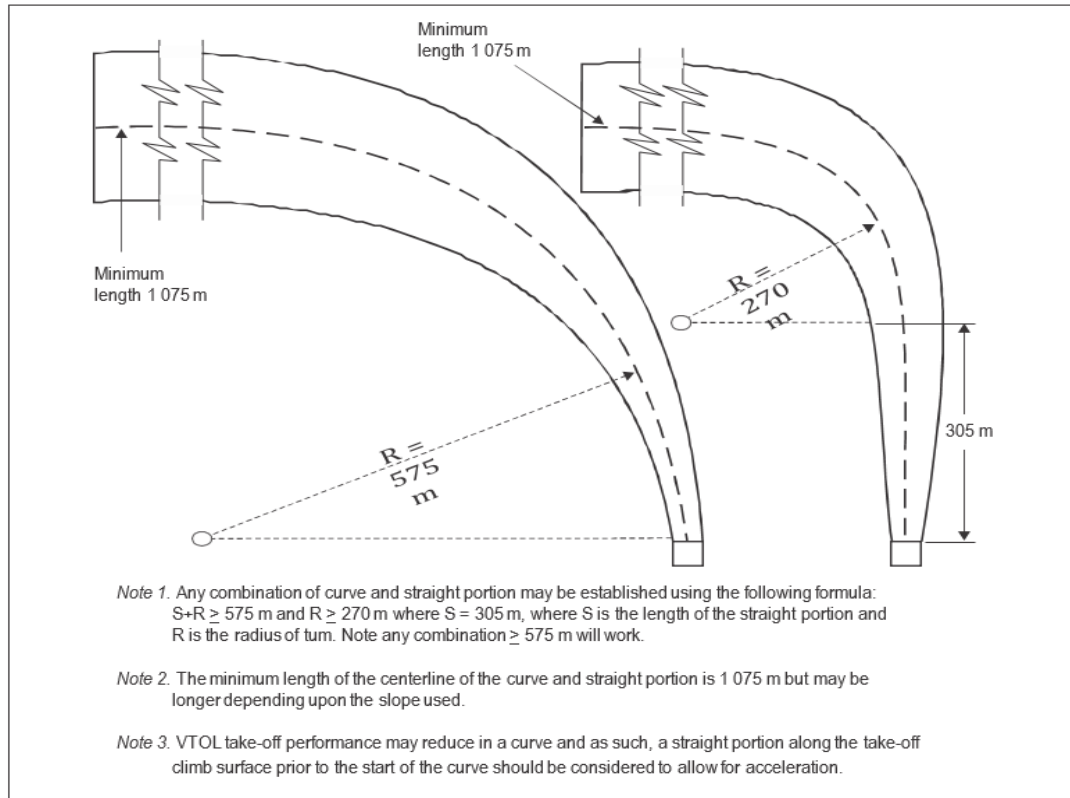 Minimum
length 1 075 m
Minimum
length 1 075 m
R =
270
m
305 m
R =
575
m
Note 1. Any combination of curve and straight portion may be established using the following formula:
S+R ≥ 575 m and R ≥ 270 m where S = 305 m, where S is the length of the straight portion and
R is the radius of tum. Note any combination ≥ 575 m will work.
Note 2. The minimum length of the centerline of the curve and straight portion is 1 075 m but may be
longer depending upon the slope used.
Note 3. VTOL take-off performance may reduce in a curve and as such, a straight portion along the take-off
climb surface prior to the start of the curve should be considered to allow for acceleration.